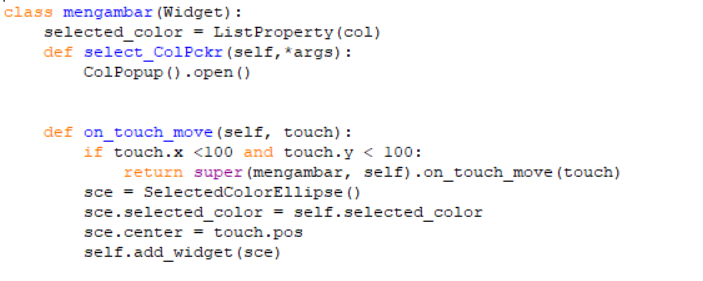 class mengambar(Widget):
    selected_color = ListProperty(col)
    def select_ColPckr(self,*args):
        ColPopup().open()
    def on_touch_move(self, touch):
        if touch.x <100 and touch.y < 100:
            return super(mengambar, self).on_touch_move(touch)
        sce = SelectedColorEllipse()
        sce.selected_color = self.selected_color
        sce.center = touch.pos
        self.add_widget(sce)